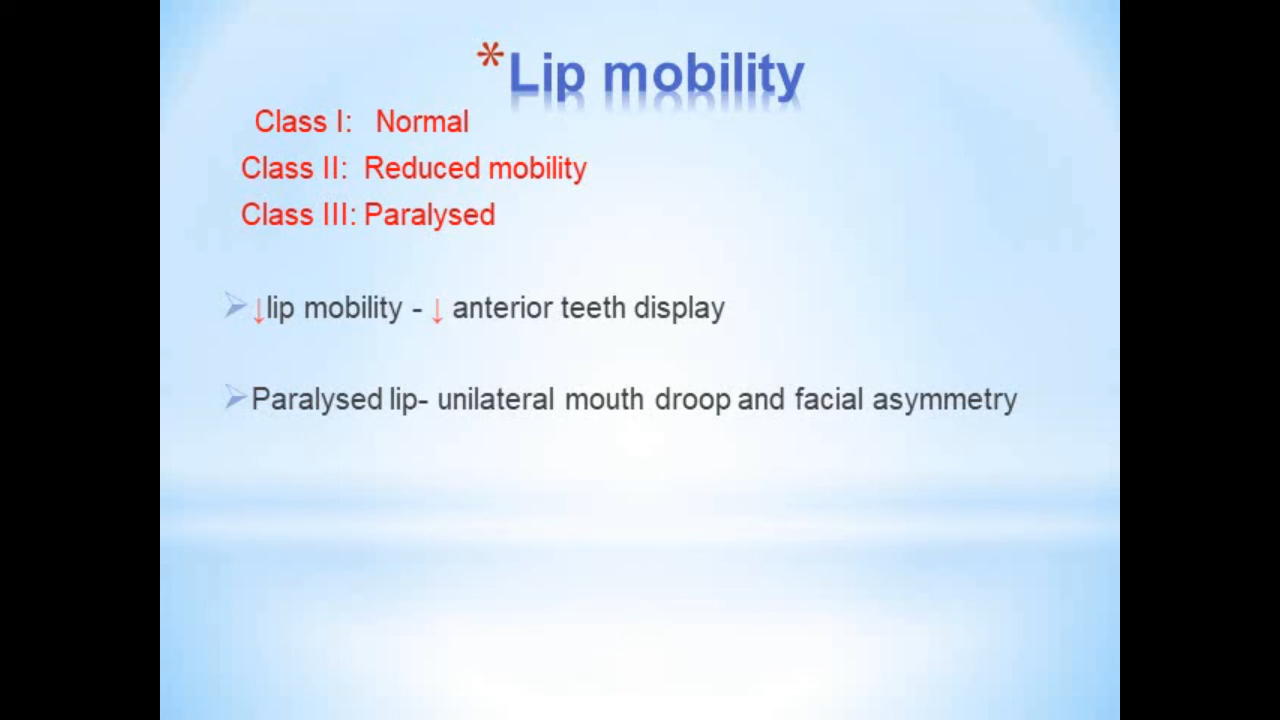 *Lip mobility
Class I: Normal
Class II: Reduced mobility
Class III: Paralysed
↓lip mobility - ↓ anterior teeth display
Paralysed lip- unilateral mouth droop and facial asymmetry